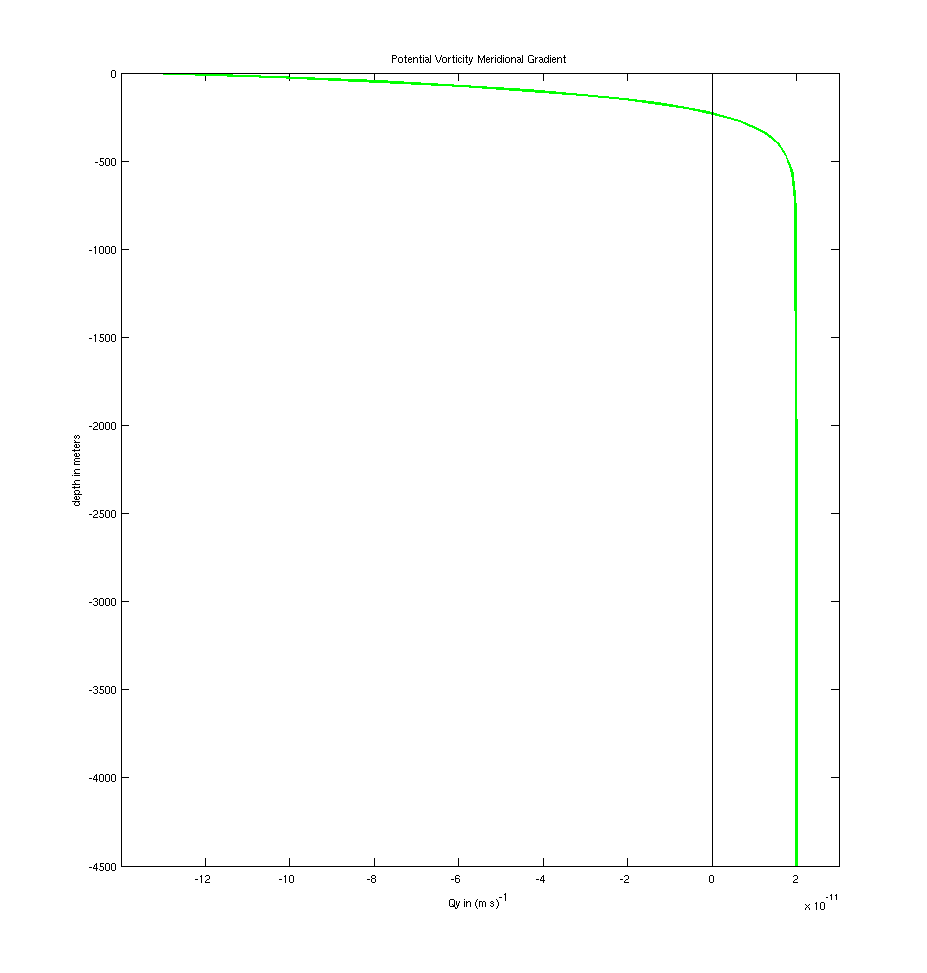 Potential Vorticity Meridional Gradient
0
-500
-1000
-1500
-2000
-2500
-3000
-3500
-4000
-4500
depth in meters
-12 -10 -8 -6 -4 -2 0 2
Qy in (m s)^-1
x 10^-11